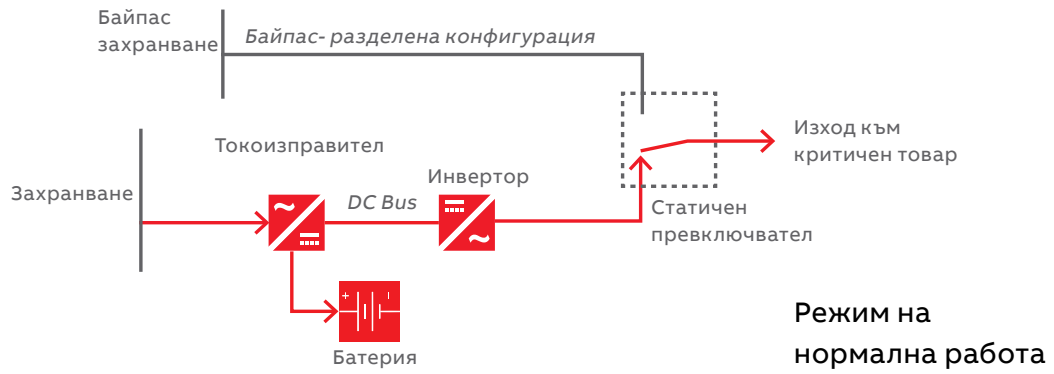 Байпас
захранване
Байпас- разделена конфигурация
Токоизправител
Изход към
критичен товар
Захранване
DC Bus
Инвертор
Статичен
превключвател
Батерия
Режим на
нормална работа